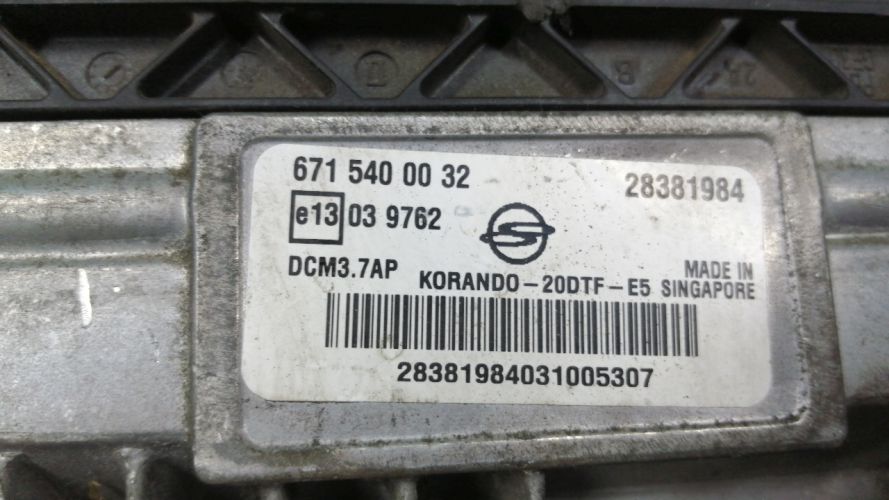 671 540 00 32
28381984
e13 03 9762
DCM3.7AP KORANDO-20DTF-E5
MADE IN
SINGAPORE
28381984031005307